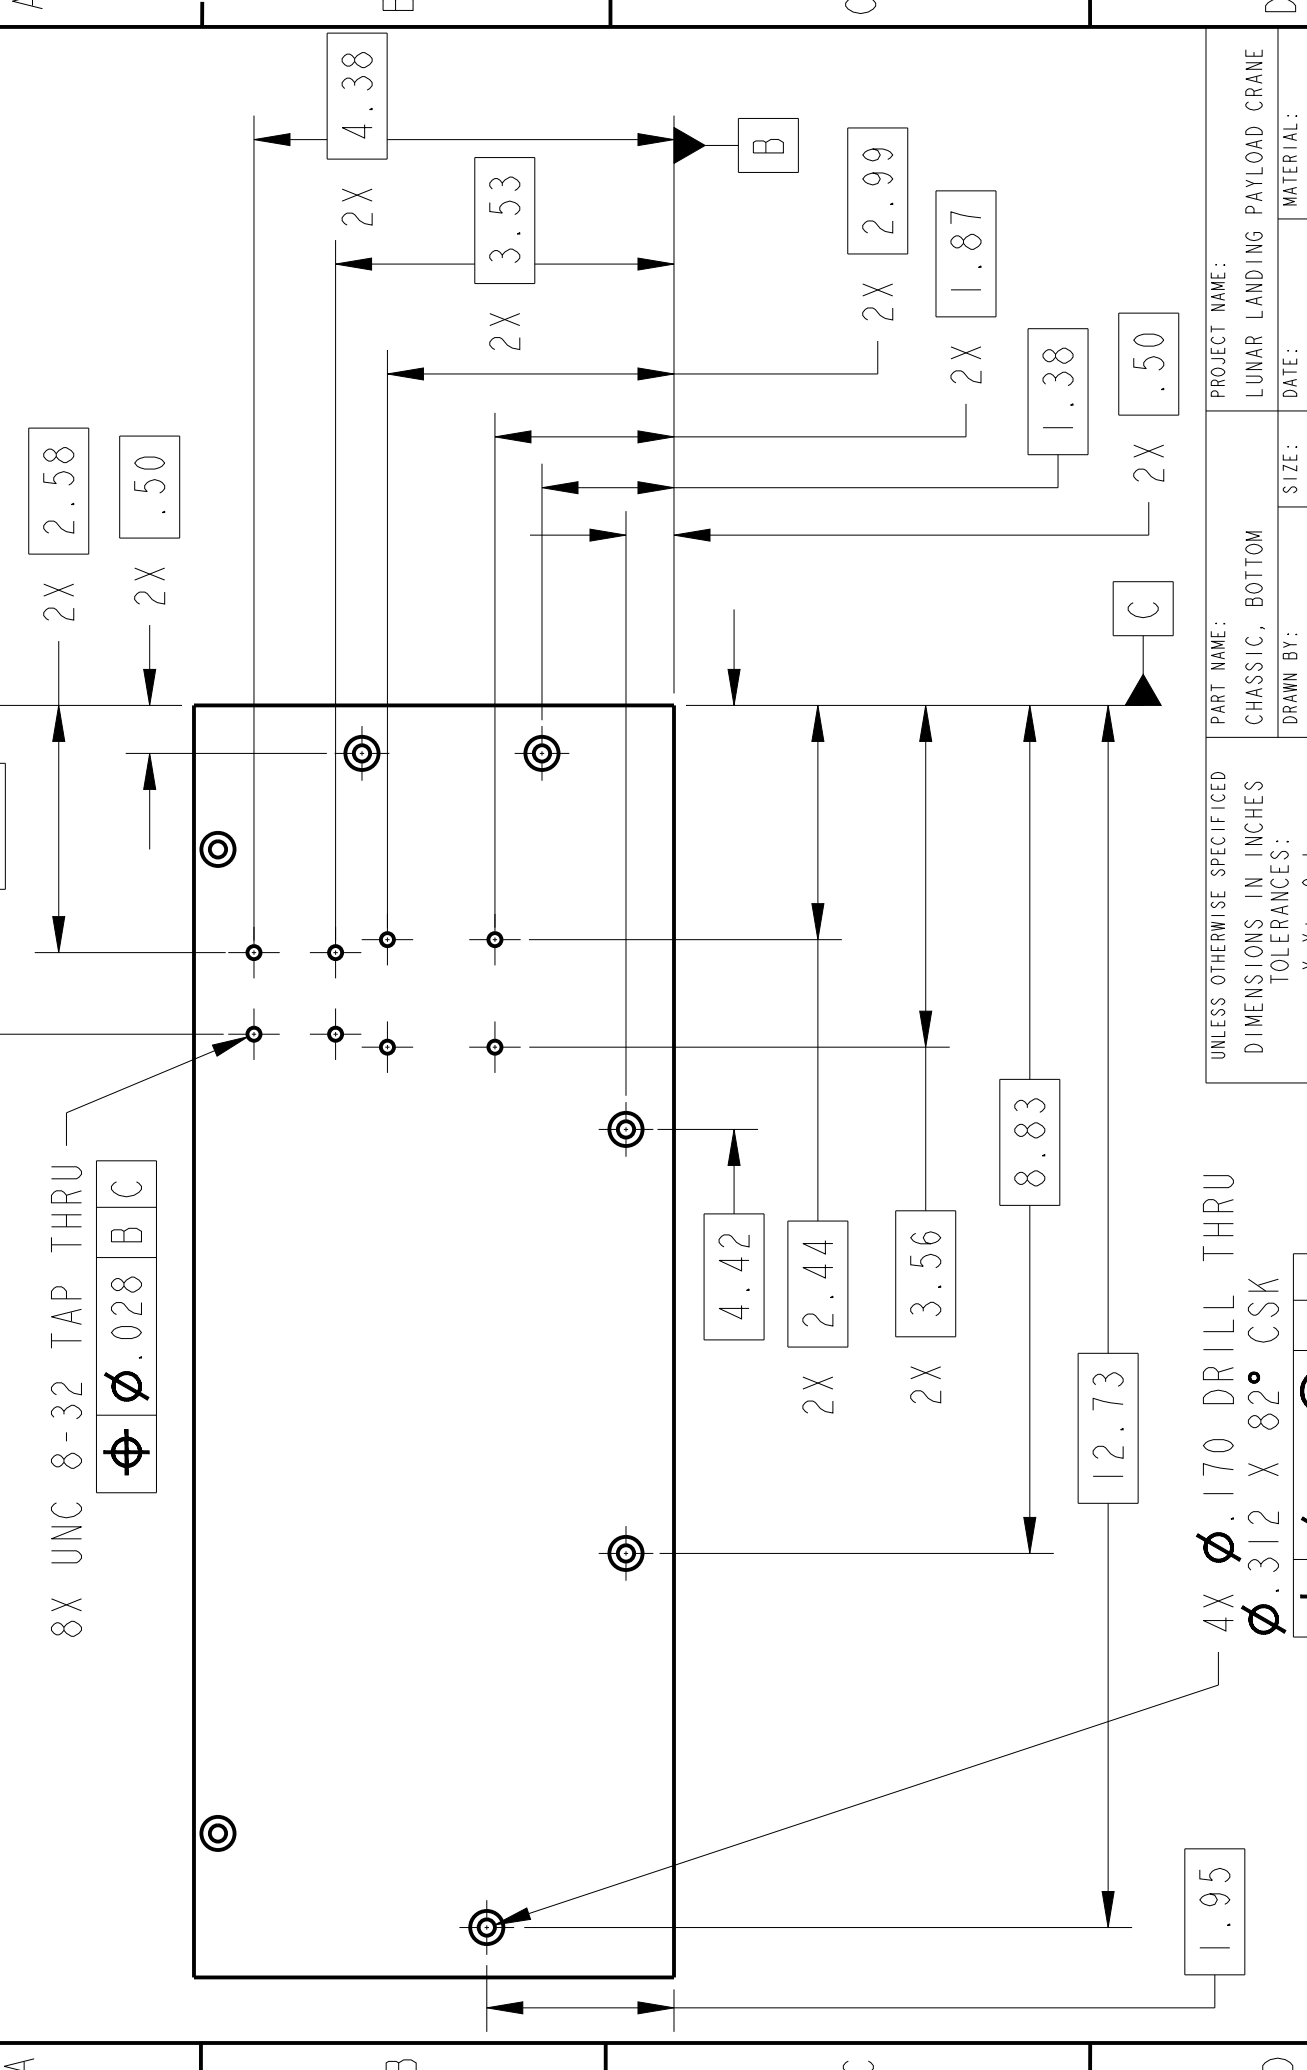 A
B
C
D
2X 2.58
2X .50
2X 4.38
2X 3.53
B
2X 2.99
2X 1.87
1.38
2X .50
C
8X UNC 8-32 TAP THRU
⌖ Ø.028 B C
4.42
2X 2.44
2X 3.56
8.83
12.73
1.95
4X Ø.170 DRILL THRU
Ø.312 X 82° CSK
UNLESS OTHERWISE SPECIFICED
DIMENSIONS IN INCHES
TOLERANCES:
PART NAME:
CHASSIC, BOTTOM
DRAWN BY:
SIZE:
PROJECT NAME:
LUNAR LANDING PAYLOAD CRANE
DATE:
MATERIAL:
A
B
C
D